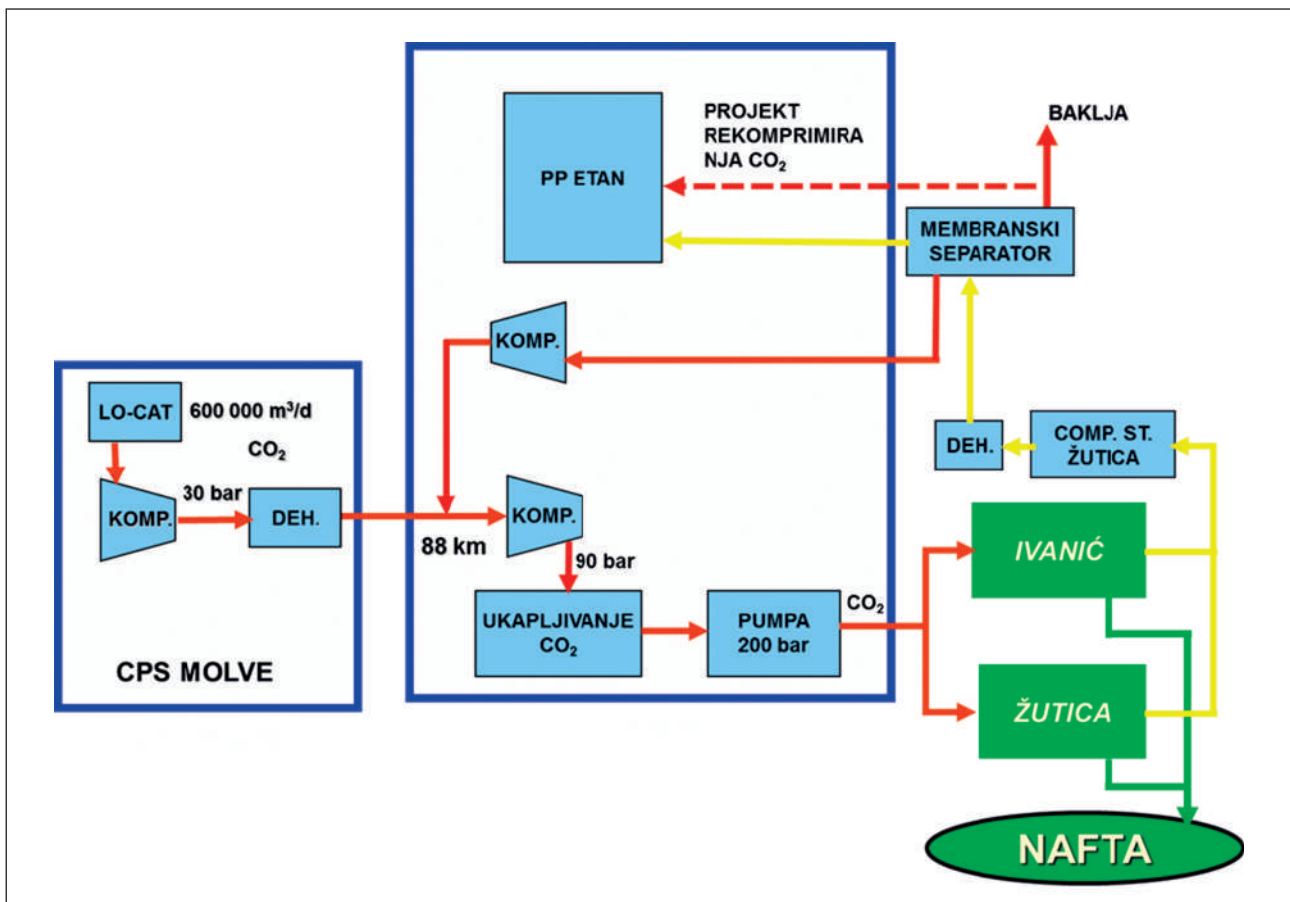 PROJEKT
REKOMPRIMIRA
NJA CO₂
BAKLJA
PP ETAN
MEMBRANSKI
SEPARATOR
KOMP.
LO-CAT
600 000 m³/d
CO₂
KOMP.
30 bar
DEH.
88 km
KOMP.
90 bar
DEH.
COMP. ST.
ŽUTICA
UKAPLJIVANJE
CO₂
PUMPA
200 bar
CO₂
IVANIĆ
ŽUTICA
CPS MOLVE
NAFTA